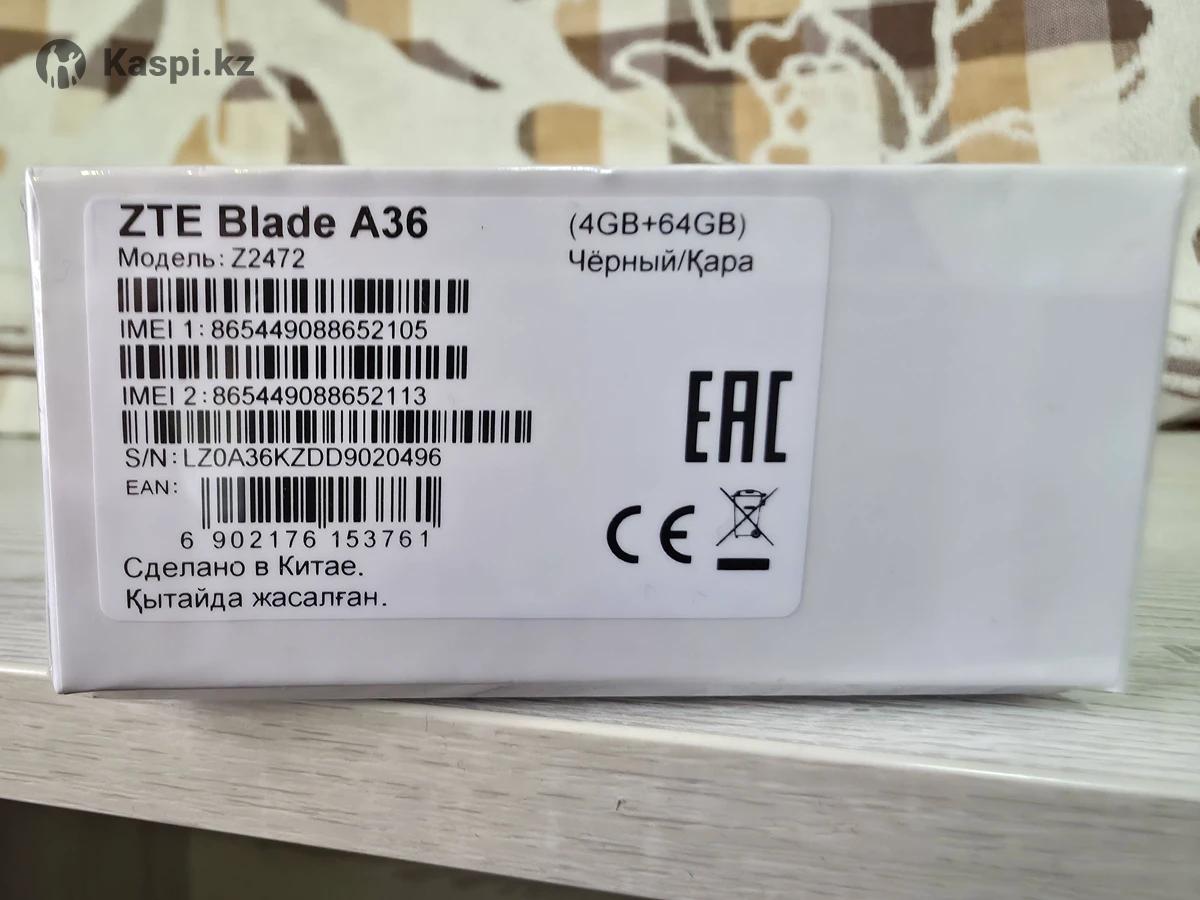 Kaspi.kz
ZTE Blade A36
(4GB+64GB)
Модель: Z2472
Чёрный/Қара
IMEI 1: 865449088652105
IMEI 2: 865449088652113
S/N: LZ0A36KZDD9020496
EAN:
6 902176 153761
EAC
CE
Сделано в Китае.
Қытайда жасалған.